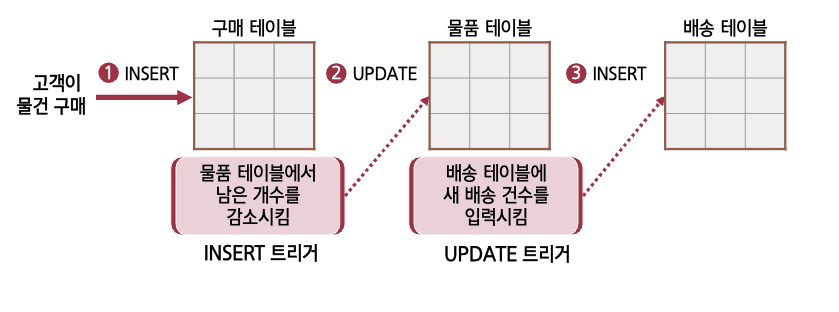 구매 테이블
물품 테이블
배송 테이블
고객이
물건 구매
1 INSERT
2 UPDATE
3 INSERT
물품 테이블에서
남은 개수를
감소시킴
배송 테이블에
새 배송 건수를
입력시킴
INSERT 트리거
UPDATE 트리거